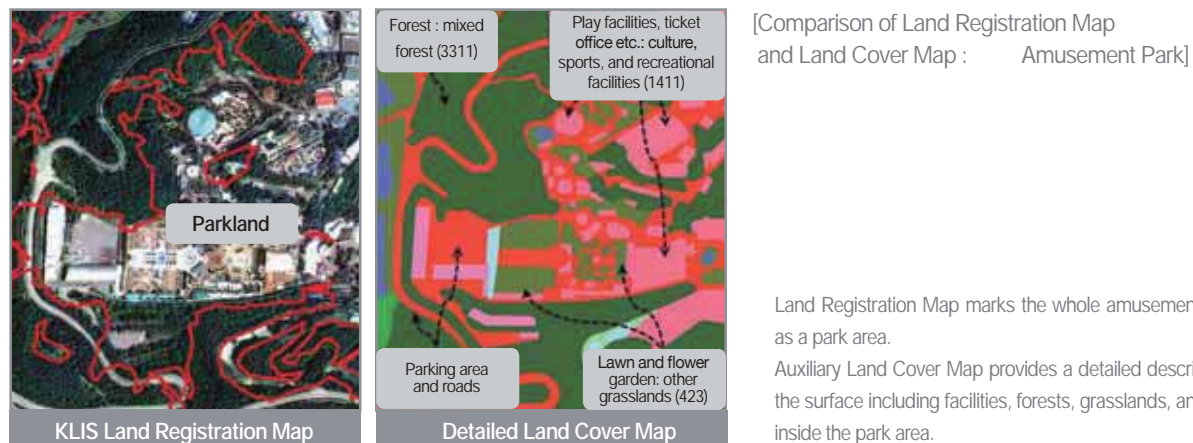 [Comparison of Land Registration Map
and Land Cover Map : Amusement Park]
Forest : mixed
forest (3311)
Play facilities, ticket
office etc.: culture,
sports, and recreational
facilities (1411)
Parkland
Parking area
and roads
Lawn and flower
garden: other
grasslands (423)
KLIS Land Registration Map
Detailed Land Cover Map
Land Registration Map marks the whole amusemen
as a park area.
Auxiliary Land Cover Map provides a detailed descri
the surface including facilities, forests, grasslands, an
inside the park area.